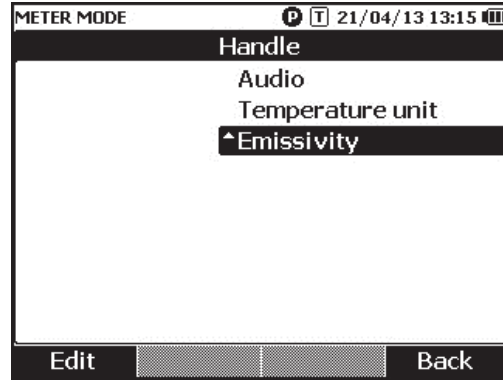 METER MODE P T 21/04/13 13:15
Handle
Audio
Temperature unit
Emissivity
Edit Back